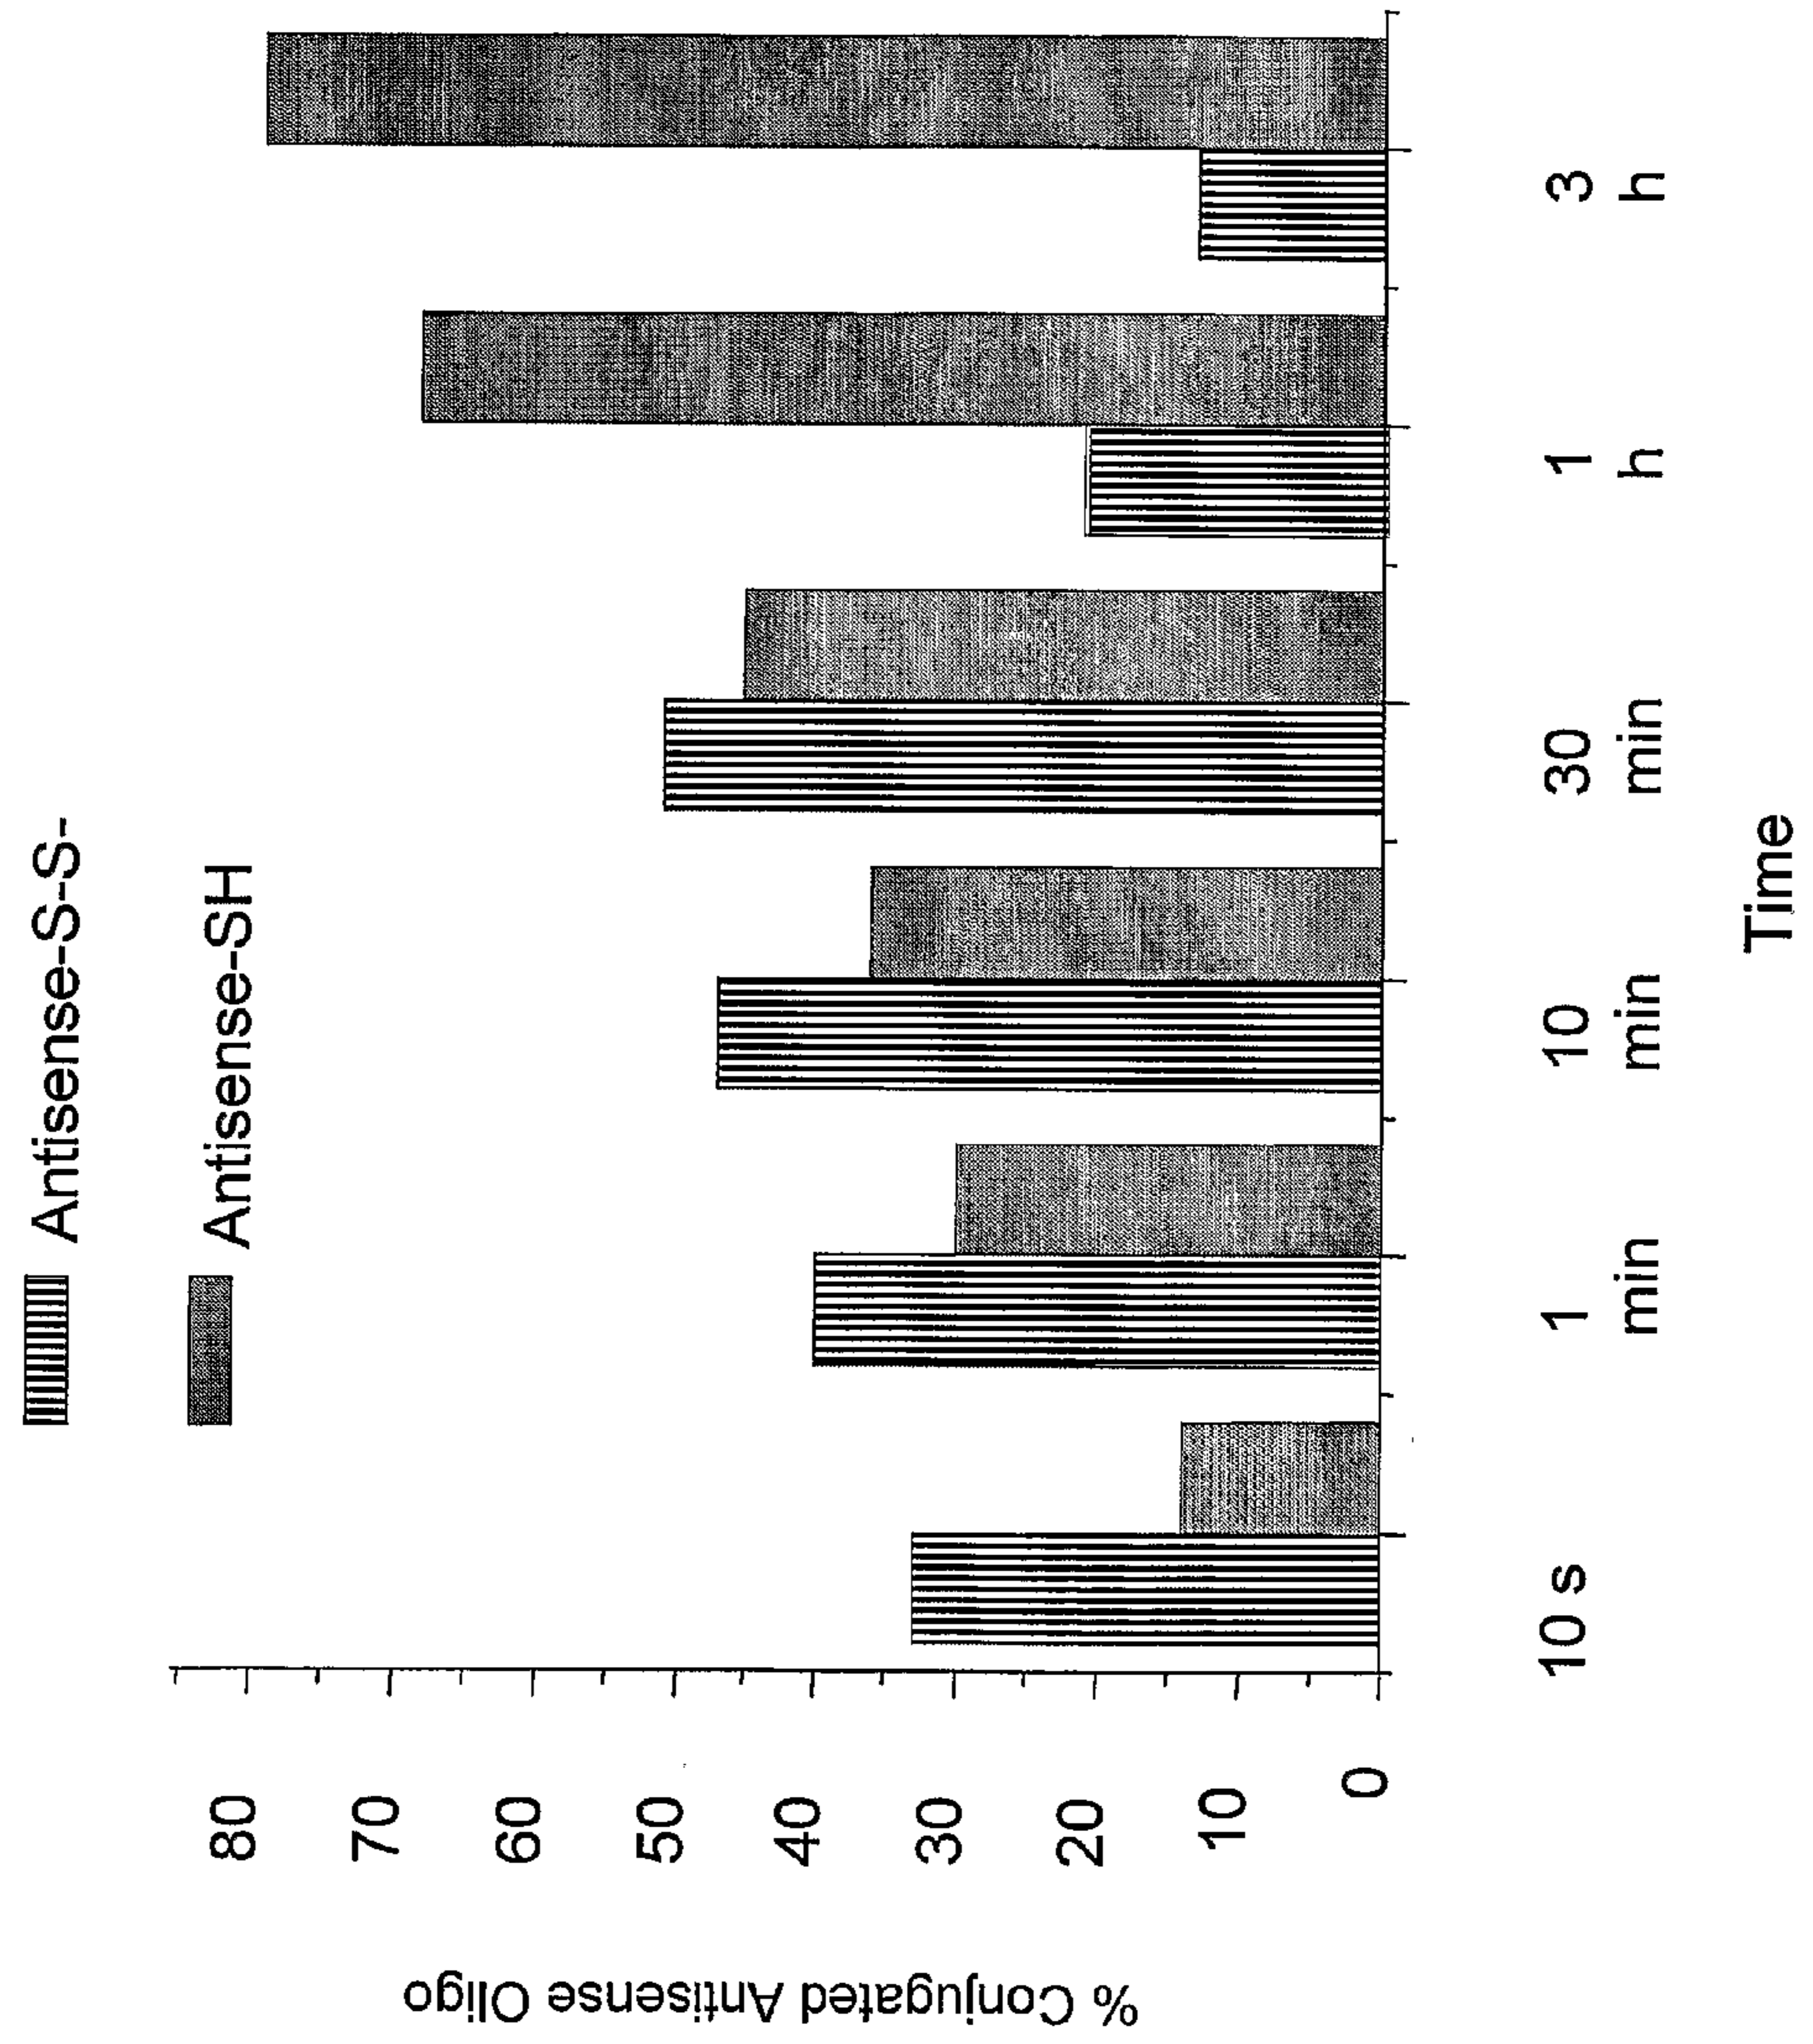 Antisense-S-S-
Antisense-SH
% Conjugated Antisense Oligo
80
70
60
50
40
30
20
10
0
10 s
1
min
10
min
30
min
1
h
3
h
Time